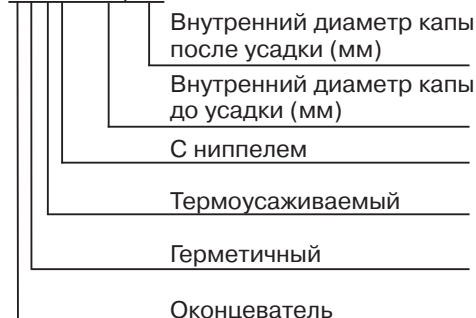 Внутренний диаметр капы
после усадки (мм)
Внутренний диаметр капы
до усадки (мм)
С ниппелем
Термоусаживаемый
Герметичный
Оконцеватель